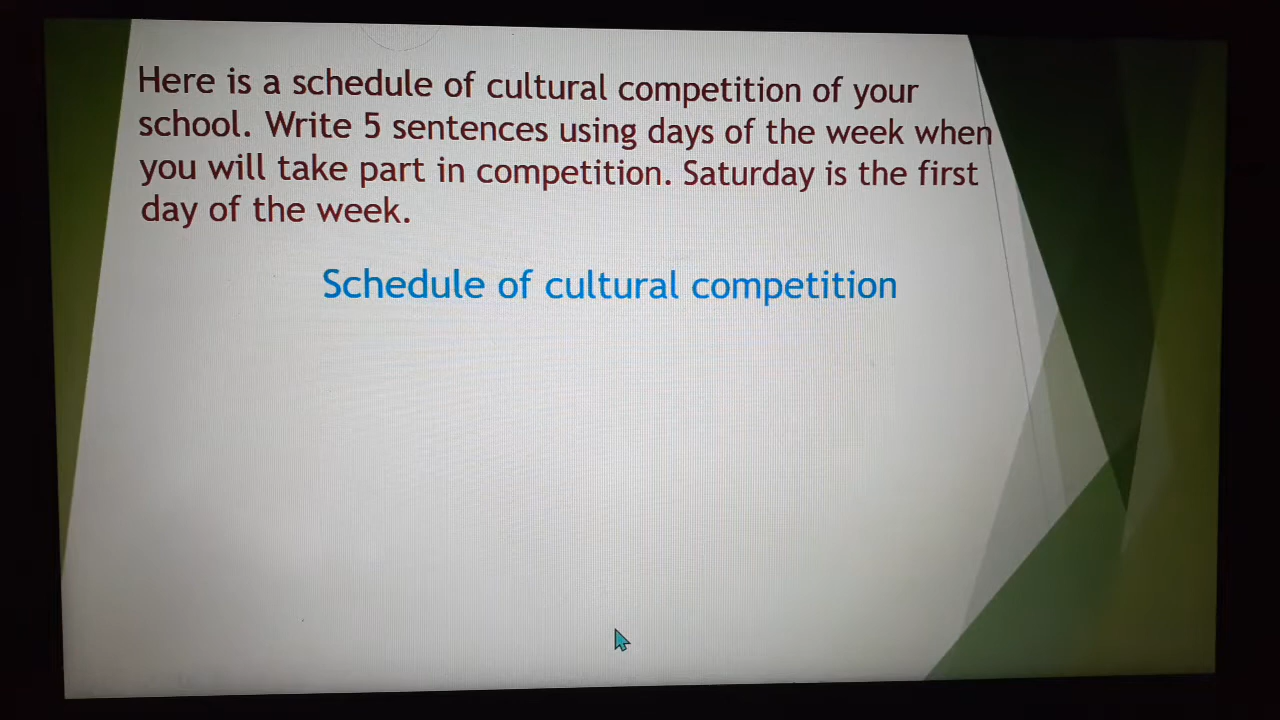 Here is a schedule of cultural competition of your
school. Write 5 sentences using days of the week when
you will take part in competition. Saturday is the first
day of the week.
Schedule of cultural competition